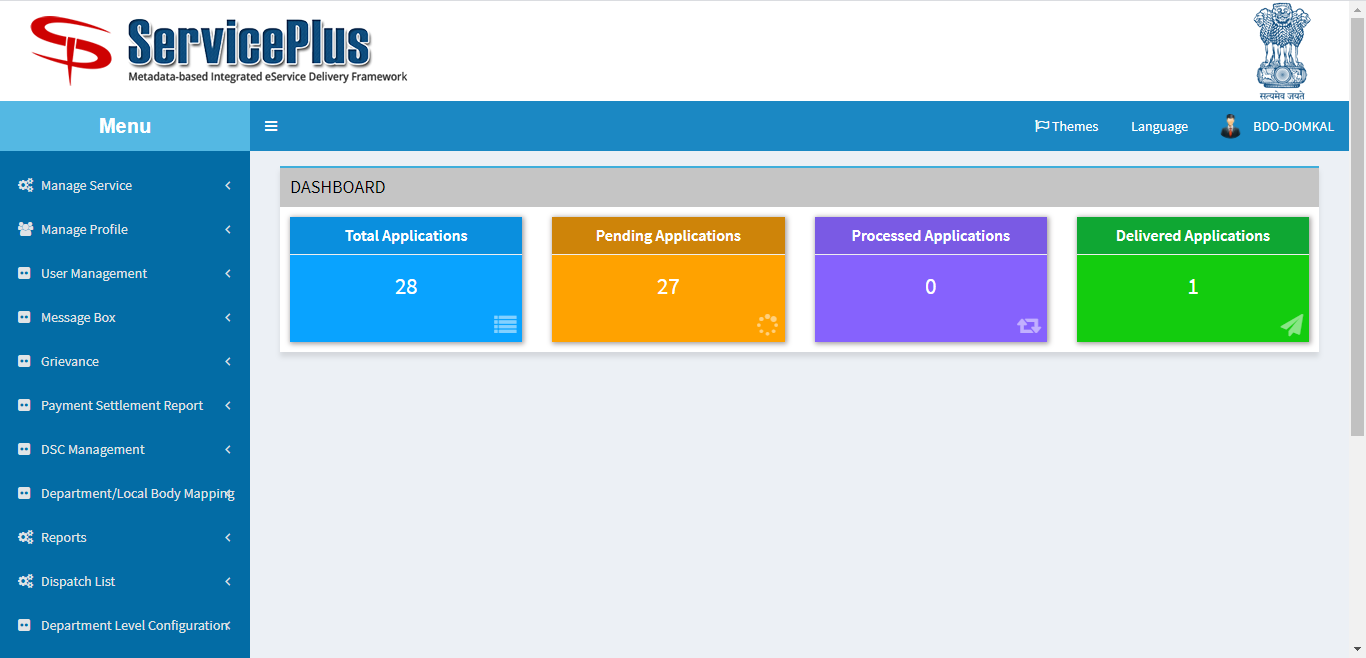 ServicePlus
Metadata-based Integrated eService Delivery Framework
सत्यमेव जयते
Menu
Themes
Language
BDO-DOMKAL
Manage Service
Manage Profile
User Management
Message Box
Grievance
Payment Settlement Report
DSC Management
Department/Local Body Mapping
Reports
Dispatch List
Department Level Configuration
DASHBOARD
Total Applications
28
Pending Applications
27
Processed Applications
0
Delivered Applications
1